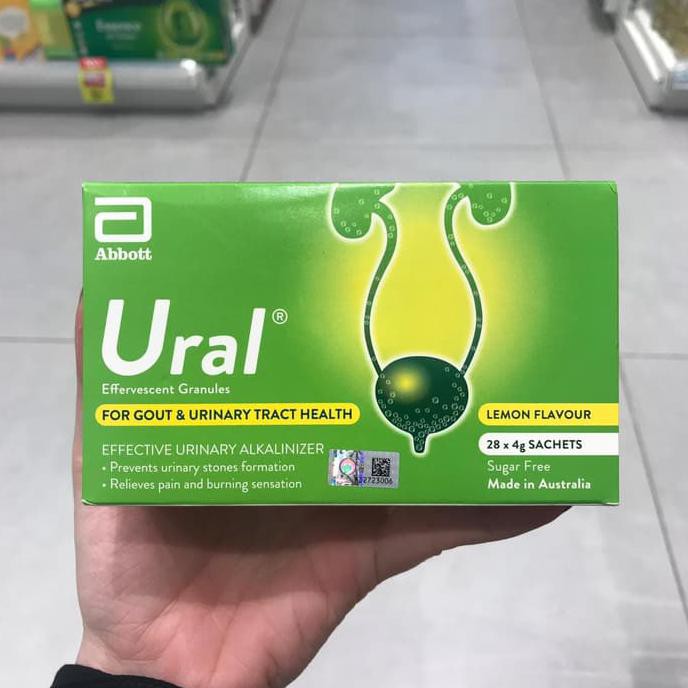 Abbott
Ural®
Effervescent Granules
FOR GOUT & URINARY TRACT HEALTH
EFFECTIVE URINARY ALKALINIZER
• Prevents urinary stones formation
• Relieves pain and burning sensation
LEMON FLAVOUR
28 x 4g SACHETS
Sugar Free
Made in Australia